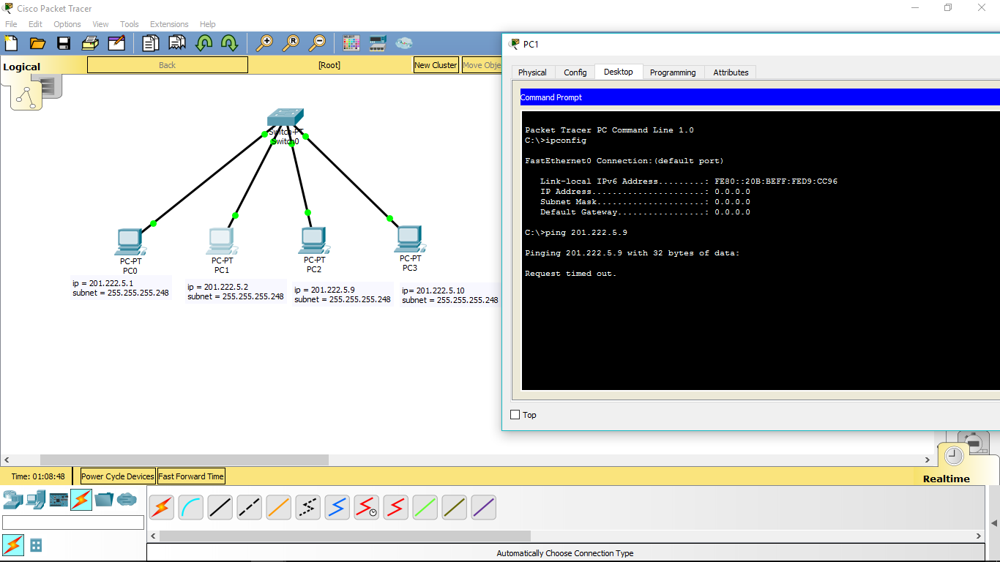 Cisco Packet Tracer
File Edit Options View Tools Extensions Help
Logical
Back
[Root]
New Cluster
Move Obje
Switch-PT
Switch0
PC-PT
PC0
ip = 201.222.5.1
subnet = 255.255.255.248
PC-PT
PC1
ip = 201.222.5.2
subnet = 255.255.255.248
PC-PT
PC2
ip = 201.222.5.9
subnet = 255.255.255.248
PC-PT
PC3
ip= 201.222.5.10
subnet = 255.255.255.248
PC1
Physical Config Desktop Programming Attributes
Command Prompt
Packet Tracer PC Command Line 1.0
C:\>ipconfig
FastEthernet0 Connection:(default port)
Link-local IPv6 Address.........: FE80::20B:BEFF:FED9:CC96
IP Address......................: 0.0.0.0
Subnet Mask.....................: 0.0.0.0
Default Gateway.................: 0.0.0.0
C:\>ping 201.222.5.9
Pinging 201.222.5.9 with 32 bytes of data:
Request timed out.
Top
Time: 01:08:48
Power Cycle Devices
Fast Forward Time
Realtime
Automatically Choose Connection Type